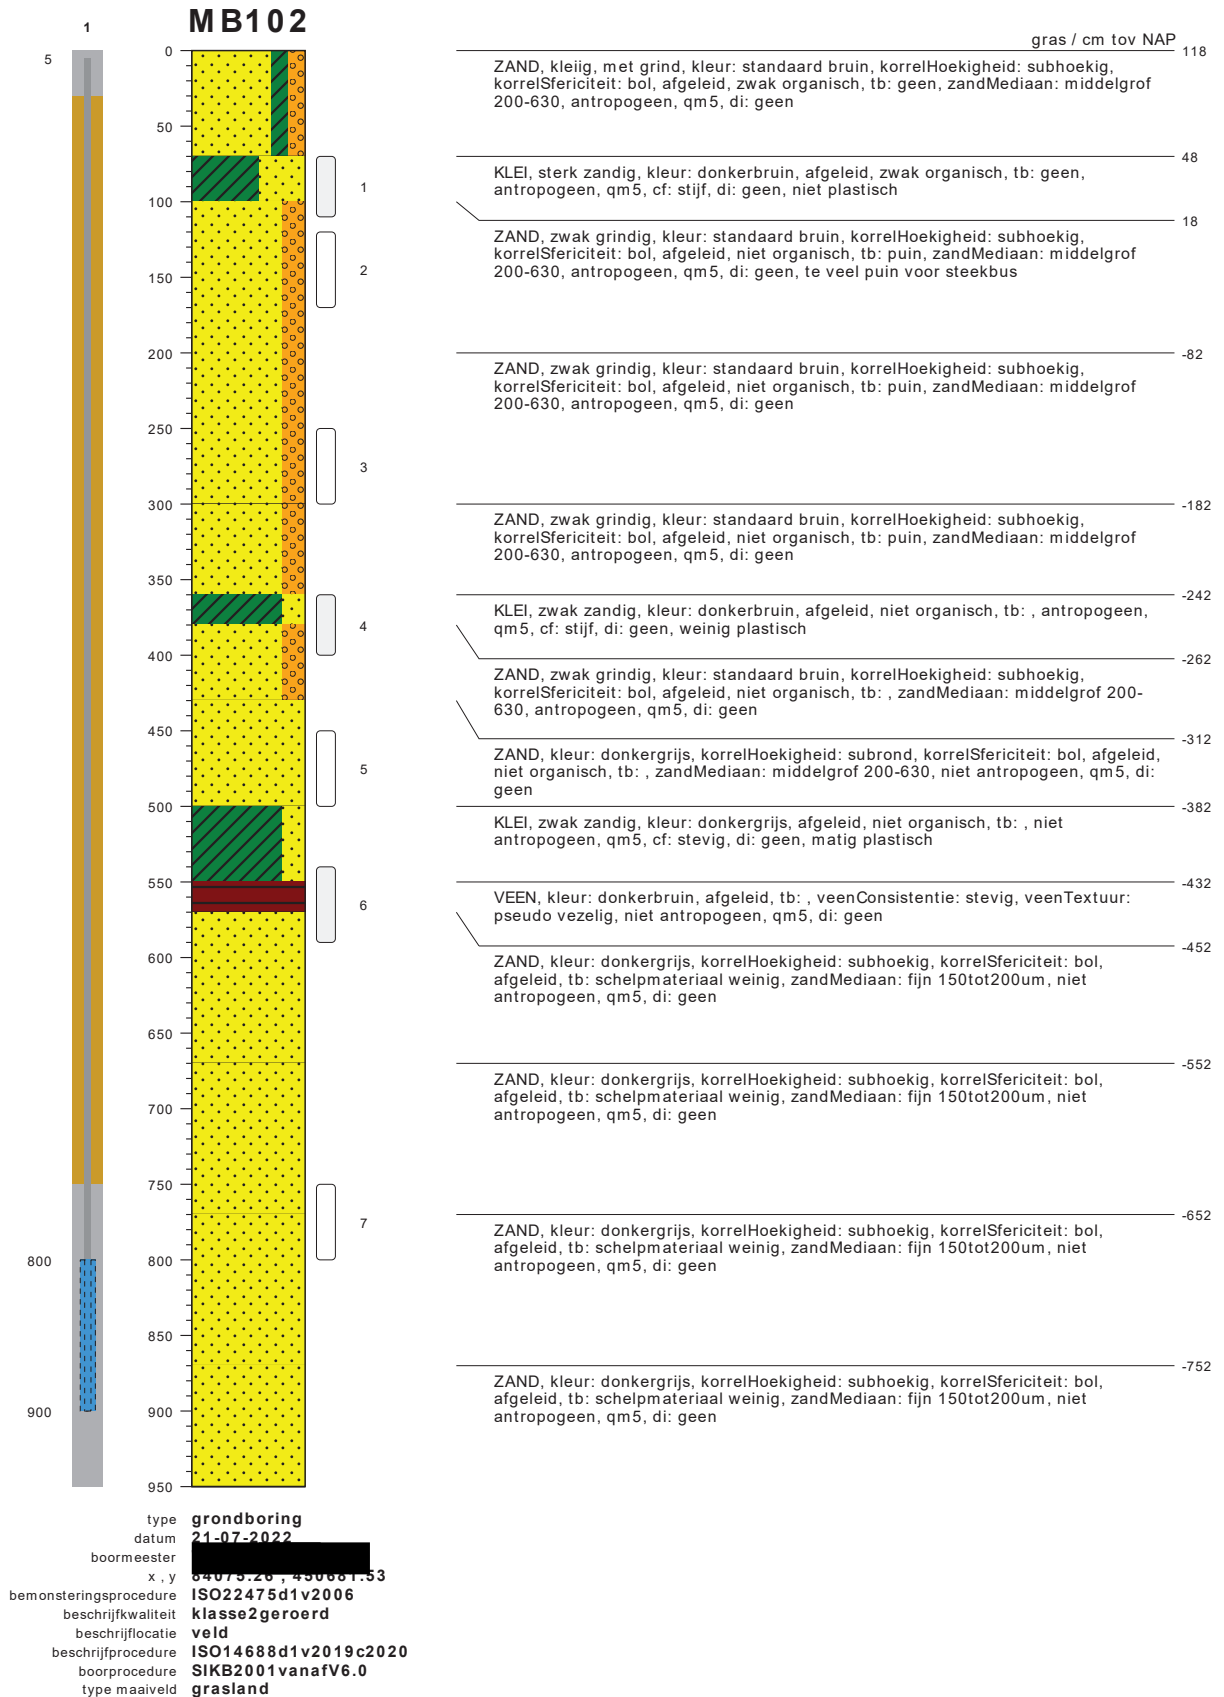 1
MB102
gras / cm tov NAP
5
0
118
ZAND, kleiig, met grind, kleur: standaard bruin, korrelHoekigheid: subhoekig,
korrelSfericiteit: bol, afgeleid, zwak organisch, tb: geen, zandMediaan: middelgrof
200-630, antropogeen, qm5, di: geen
50
48
KLEI, sterk zandig, kleur: donkerbruin, afgeleid, zwak organisch, tb: geen,
antropogeen, qm5, cf: stijf, di: geen, niet plastisch
1
100
18
ZAND, zwak grindig, kleur: standaard bruin, korrelHoekigheid: subhoekig,
korrelSfericiteit: bol, afgeleid, niet organisch, tb: puin, zandMediaan: middelgrof
200-630, antropogeen, qm5, di: geen, te veel puin voor steekbus
2
150
200
-82
ZAND, zwak grindig, kleur: standaard bruin, korrelHoekigheid: subhoekig,
korrelSfericiteit: bol, afgeleid, niet organisch, tb: puin, zandMediaan: middelgrof
200-630, antropogeen, qm5, di: geen
250
3
300
-182
ZAND, zwak grindig, kleur: standaard bruin, korrelHoekigheid: subhoekig,
korrelSfericiteit: bol, afgeleid, niet organisch, tb: puin, zandMediaan: middelgrof
200-630, antropogeen, qm5, di: geen
350
-242
KLEI, zwak zandig, kleur: donkerbruin, afgeleid, niet organisch, tb: , antropogeen,
qm5, cf: stijf, di: geen, weinig plastisch
4
400
-262
ZAND, zwak grindig, kleur: standaard bruin, korrelHoekigheid: subhoekig,
korrelSfericiteit: bol, afgeleid, niet organisch, tb: , zandMediaan: middelgrof 200-
630, antropogeen, qm5, di: geen
450
-312
ZAND, kleur: donkergrijs, korrelHoekigheid: subrond, korrelSfericiteit: bol, afgeleid,
niet organisch, tb: , zandMediaan: middelgrof 200-630, niet antropogeen, qm5, di:
geen
5
500
-382
KLEI, zwak zandig, kleur: donkergrijs, afgeleid, niet organisch, tb: , niet
antropogeen, qm5, cf: stevig, di: geen, matig plastisch
550
-432
VEEN, kleur: donkerbruin, afgeleid, tb: , veenConsistentie: stevig, veenTextuur:
pseudo vezelig, niet antropogeen, qm5, di: geen
6
600
-452
ZAND, kleur: donkergrijs, korrelHoekigheid: subhoekig, korrelSfericiteit: bol,
afgeleid, tb: schelpmateriaal weinig, zandMediaan: fijn 150tot200um, niet
antropogeen, qm5, di: geen
650
-552
ZAND, kleur: donkergrijs, korrelHoekigheid: subhoekig, korrelSfericiteit: bol,
afgeleid, tb: schelpmateriaal weinig, zandMediaan: fijn 150tot200um, niet
antropogeen, qm5, di: geen
700
750
-652
ZAND, kleur: donkergrijs, korrelHoekigheid: subhoekig, korrelSfericiteit: bol,
afgeleid, tb: schelpmateriaal weinig, zandMediaan: fijn 150tot200um, niet
antropogeen, qm5, di: geen
7
800
800
850
-752
ZAND, kleur: donkergrijs, korrelHoekigheid: subhoekig, korrelSfericiteit: bol,
afgeleid, tb: schelpmateriaal weinig, zandMediaan: fijn 150tot200um, niet
antropogeen, qm5, di: geen
900
900
950
type grondboring
datum 21-07-2022
boormeester
x , y 84075.26 , 450681.53
bemonsteringsprocedure ISO22475d1v2006
beschrijfkwaliteit klasse2geroerd
beschrijflocatie veld
beschrijfprocedure ISO14688d1v2019c2020
boorprocedure SIKB2001vanafV6.0
type maaiveld grasland